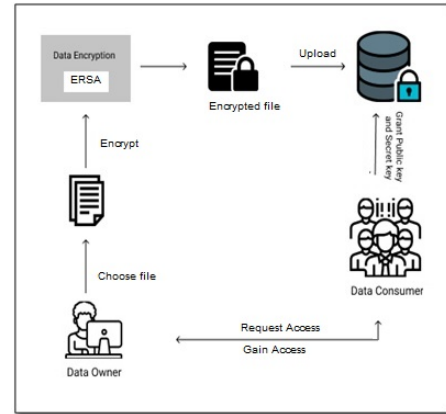 Data Encryption
ERSA
Encrypted file
Upload
Grant Public key
and Secret key
Encrypt
Choose file
Data Owner
Data Consumer
Request Access
Gain Access